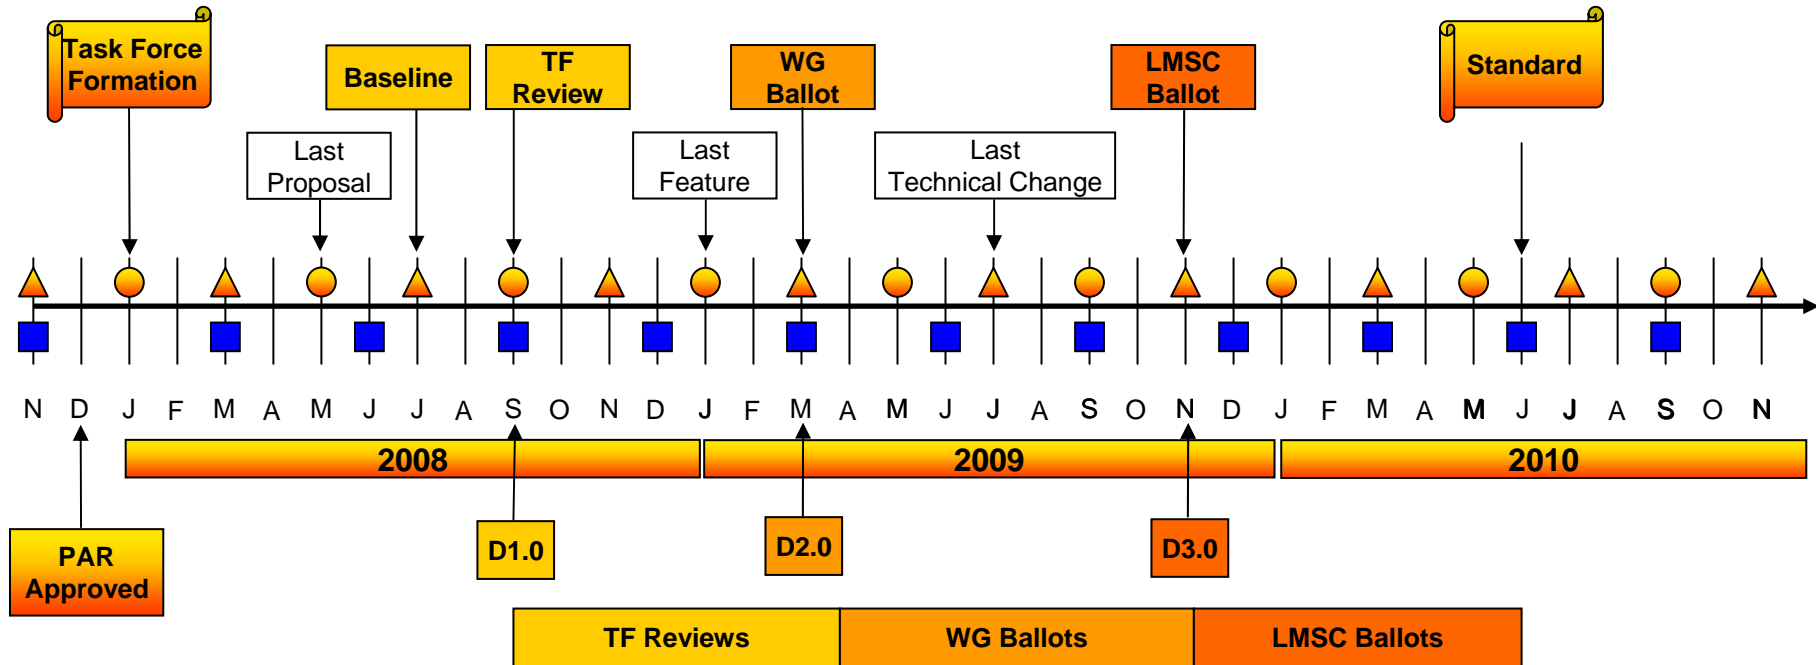 Task Force
Formation
Baseline
TF
Review
WG
Ballot
LMSC
Ballot
Standard
Last
Proposal
Last
Feature
Last
Technical Change
N D J F M A M J J A S O N D J F M A M J J A S O N D J F M A M J J A S O N
2008 2009 2010
PAR
Approved
D1.0
D2.0
D3.0
TF Reviews WG Ballots LMSC Ballots